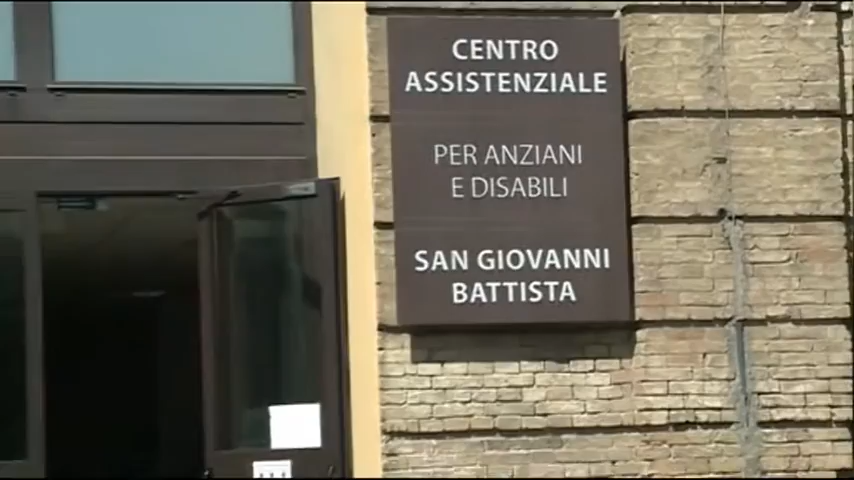 CENTRO
ASSISTENZIALE
PER ANZIANI
E DISABILI
SAN GIOVANNI
BATTISTA